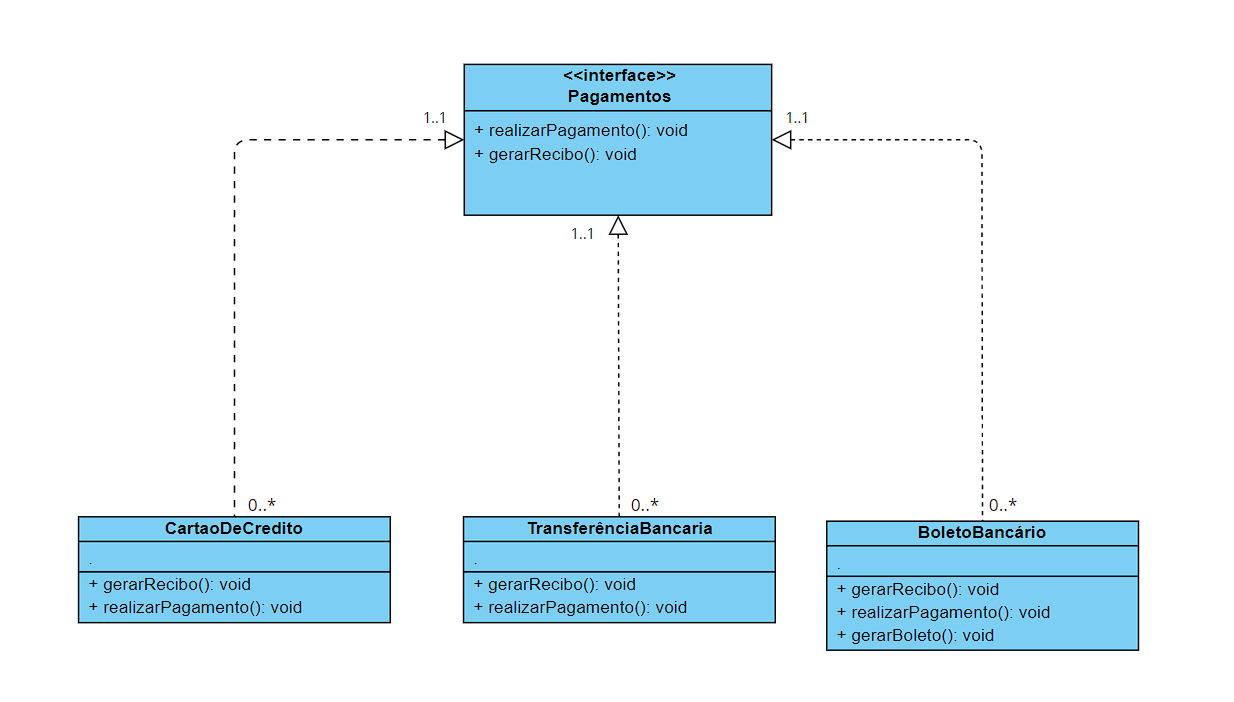 <<interface>>
Pagamentos
1..1
1..1
+ realizarPagamento(): void
+ gerarRecibo(): void
1..1
0..*
0..*
0..*
CartaoDeCredito
.
+ gerarRecibo(): void
+ realizarPagamento(): void
TransferênciaBancaria
.
+ gerarRecibo(): void
+ realizarPagamento(): void
BoletoBancário
.
+ gerarRecibo(): void
+ realizarPagamento(): void
+ gerarBoleto(): void